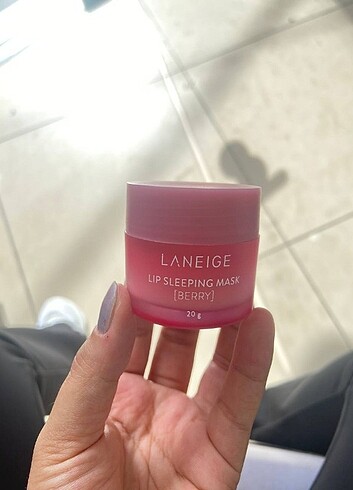 LANEIGE
LIP SLEEPING MASK
[BERRY]
20 g